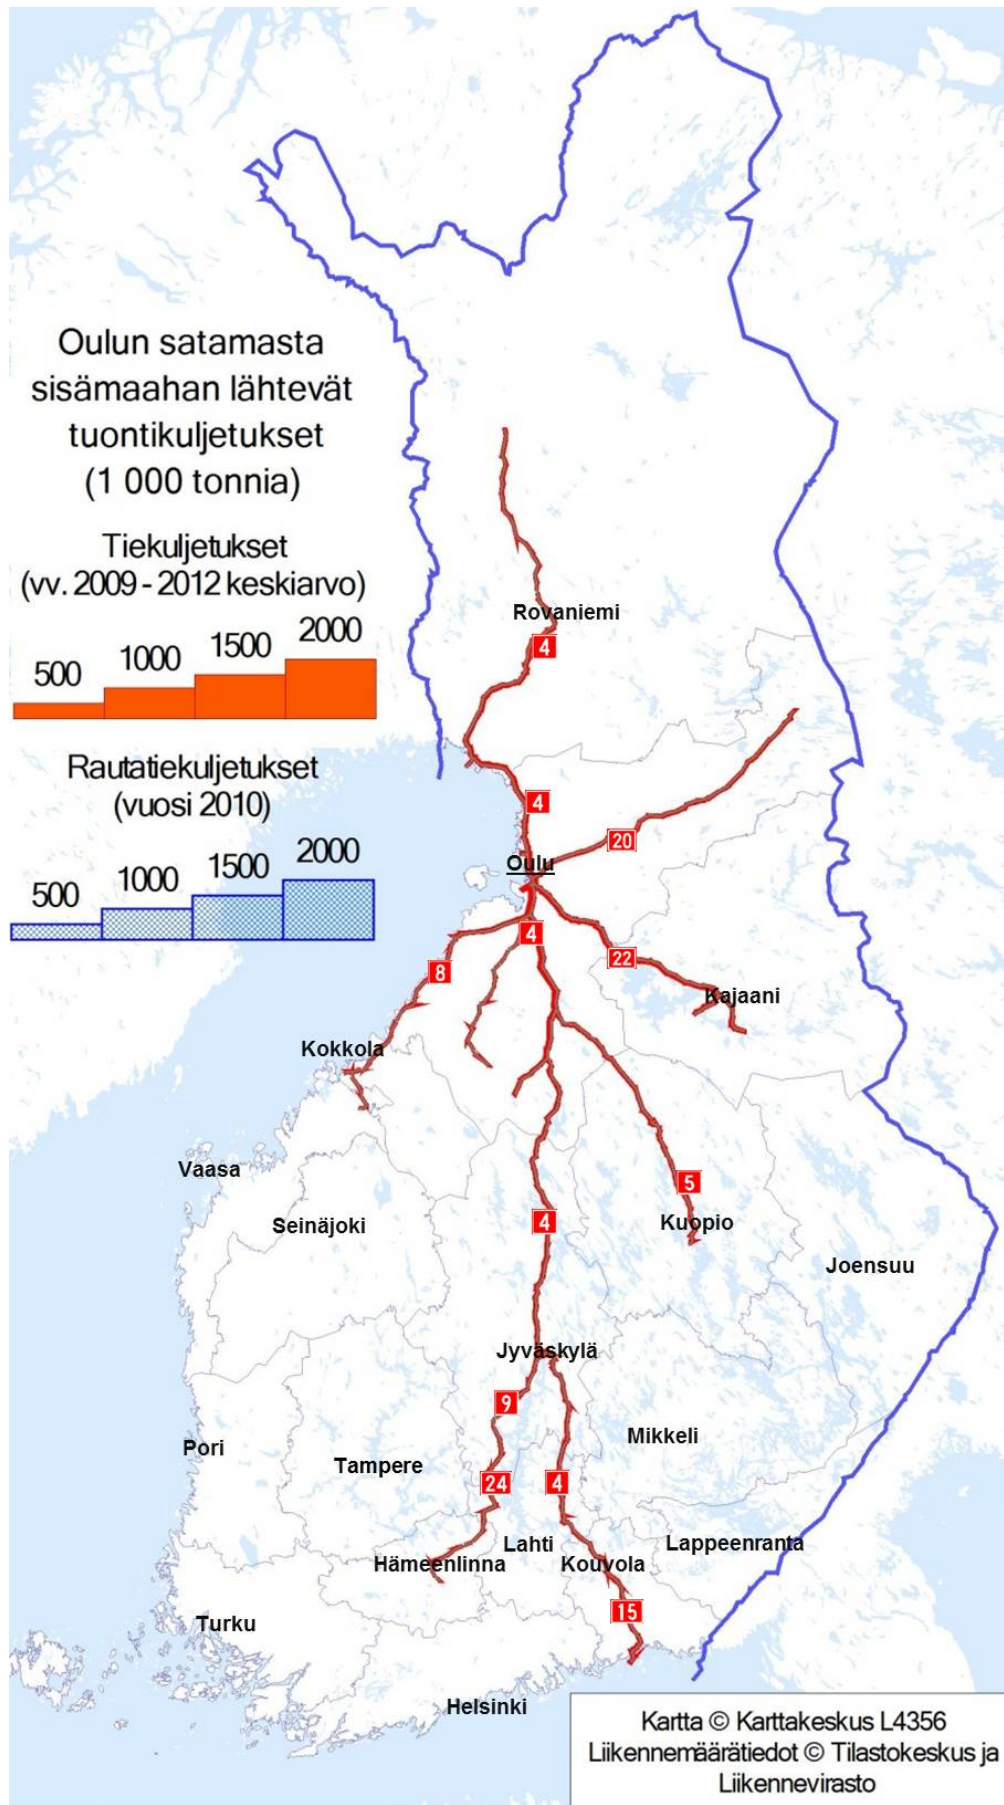 Oulun satamasta
sisämaahan lähtevät
tuontikuljetukset
(1 000 tonnia)
Tiekuljetukset
(vv. 2009 - 2012 keskiarvo)
500 1000 1500 2000
Rautatiekuljetukset
(vuosi 2010)
500 1000 1500 2000
Rovaniemi
4
4
20
Oulu
4
22
8
Kajaani
Kokkola
Vaasa
5
Seinäjoki
4
Kuopio
Joensuu
Jyväskylä
9
Pori
Mikkeli
Tampere
24
4
Lahti
Lappeenranta
Hämeenlinna
Kouvola
15
Turku
Helsinki
Kartta © Karttakeskus L4356
Liikennemäärätiedot © Tilastokeskus ja
Liikennevirasto